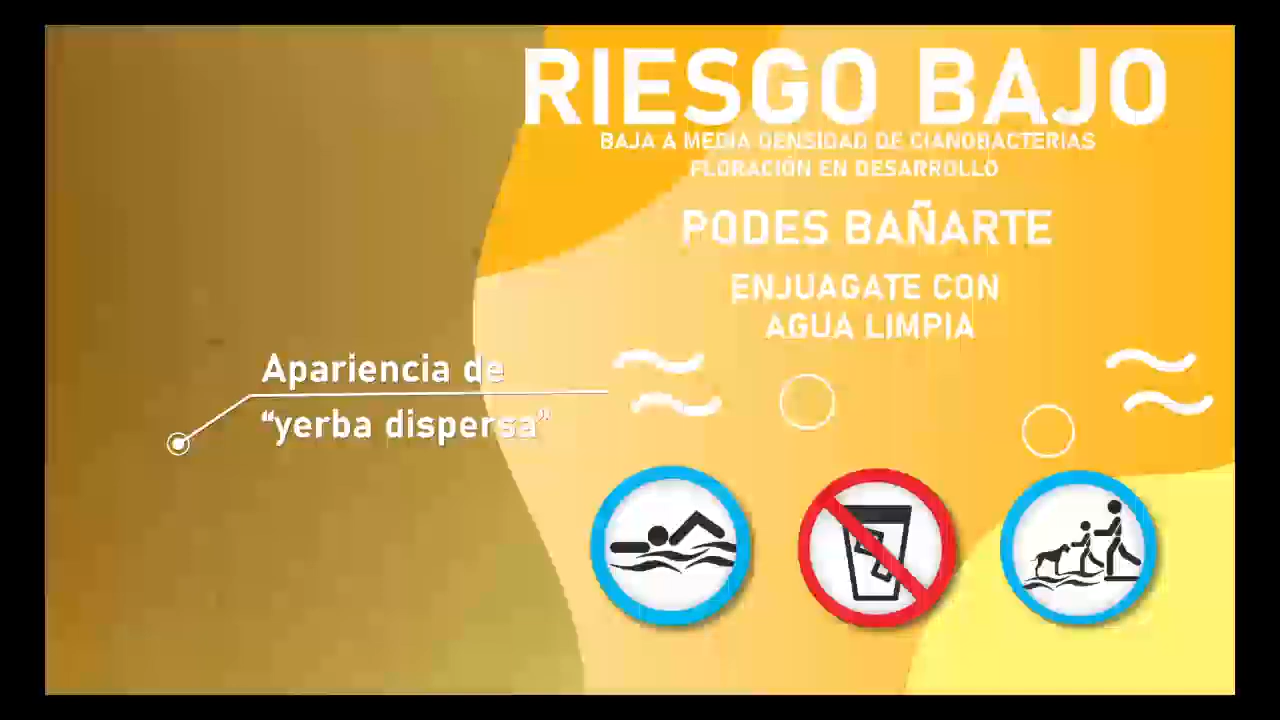 RIESGO BAJO
BAJA A MEDIA DENSIDAD DE CIANOBACTERIAS
FLORACIÓN EN DESARROLLO
PODES BAÑARTE
ENJUAGATE CON
AGUA LIMPIA
Apariencia de
“yerba dispersa”